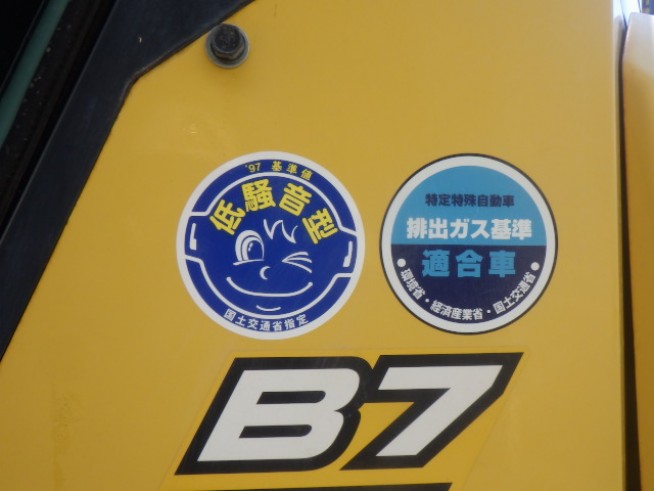 '97 基準値
低騒音型
国土交通省指定
特定特殊自動車
排出ガス基準
適合車
●環境省・経済産業省・国土交通省●
B7